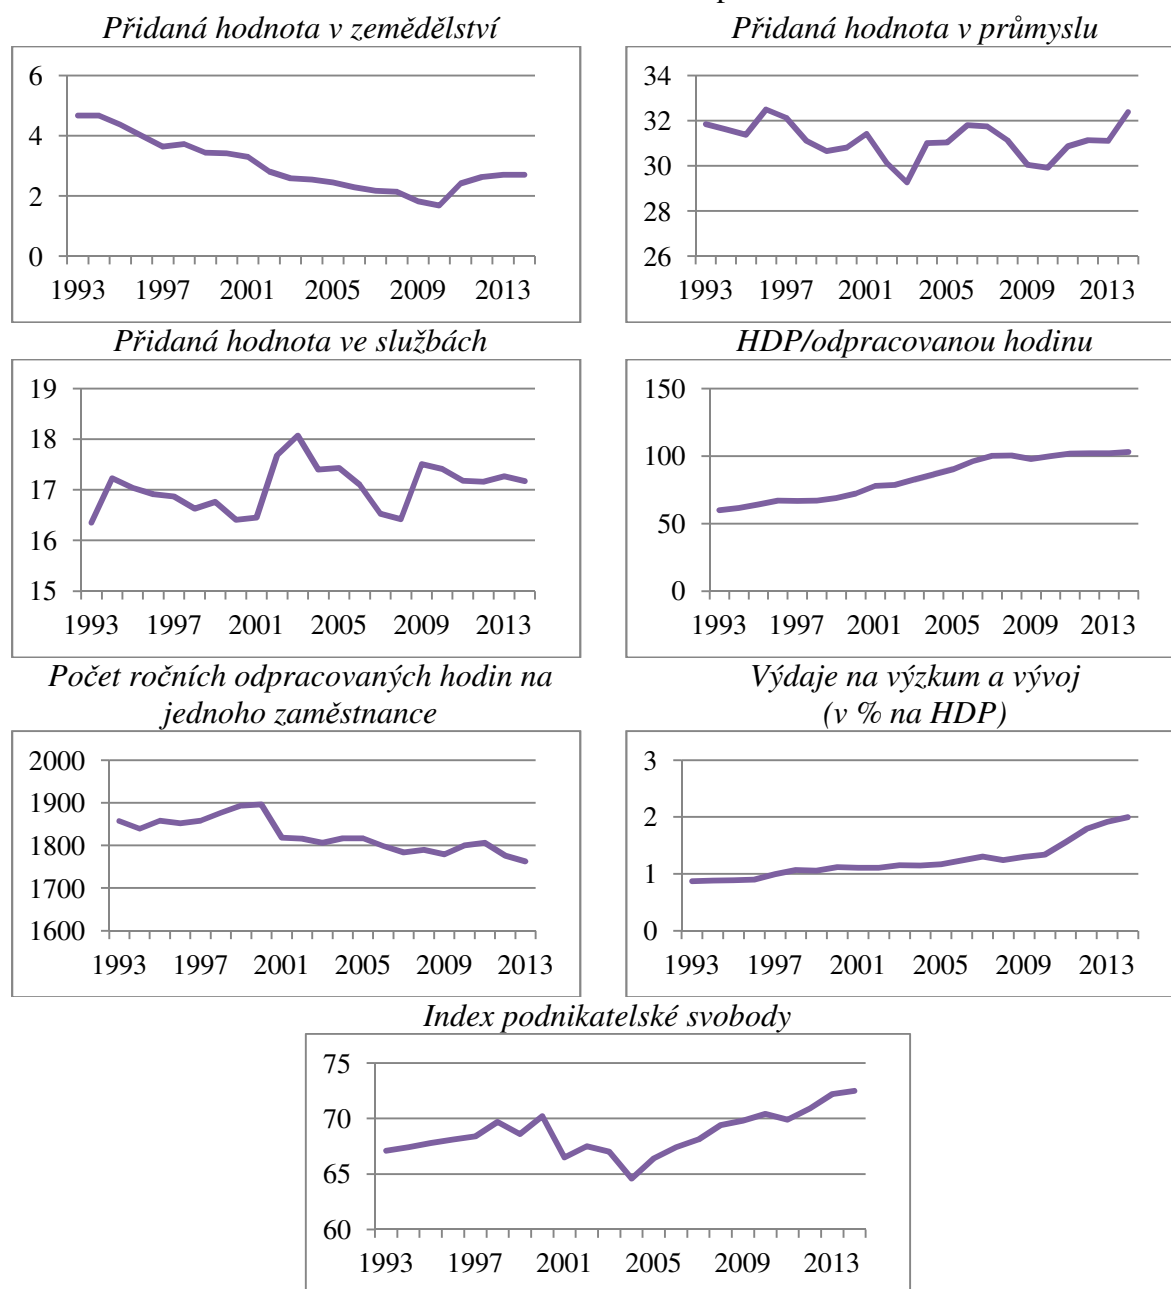 Přidaná hodnota v zemědělství
6
4
2
0
1993 1997 2001 2005 2009 2013
Přidaná hodnota v průmyslu
34
32
30
28
26
1993 1997 2001 2005 2009 2013
Přidaná hodnota ve službách
19
18
17
16
15
1993 1997 2001 2005 2009 2013
HDP/odpracovanou hodinu
150
100
50
0
1993 1997 2001 2005 2009 2013
Počet ročních odpracovaných hodin na
jednoho zaměstnance
2000
1900
1800
1700
1600
1993 1997 2001 2005 2009 2013
Výdaje na výzkum a vývoj
(v % na HDP)
3
2
1
0
1993 1997 2001 2005 2009 2013
Index podnikatelské svobody
75
70
65
60
1993 1997 2001 2005 2009 2013